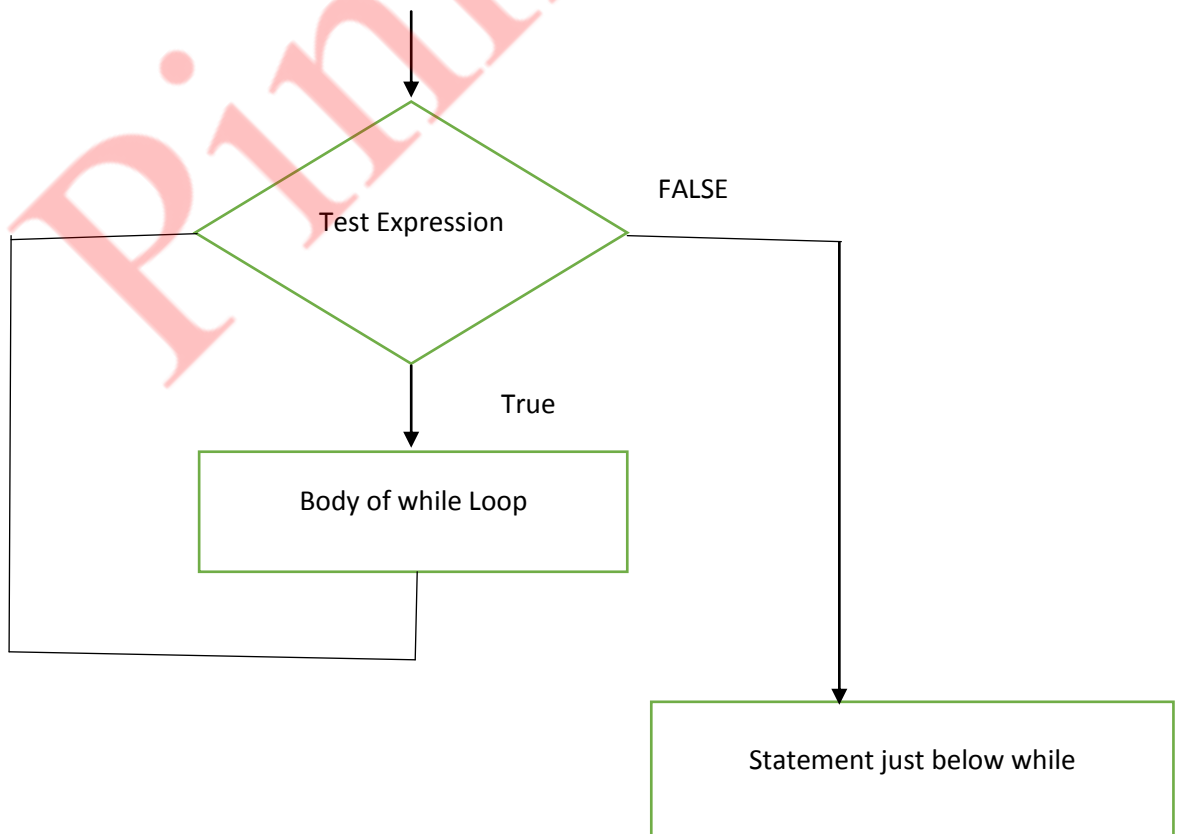 FALSE
Test Expression
True
Body of while Loop
Statement just below while